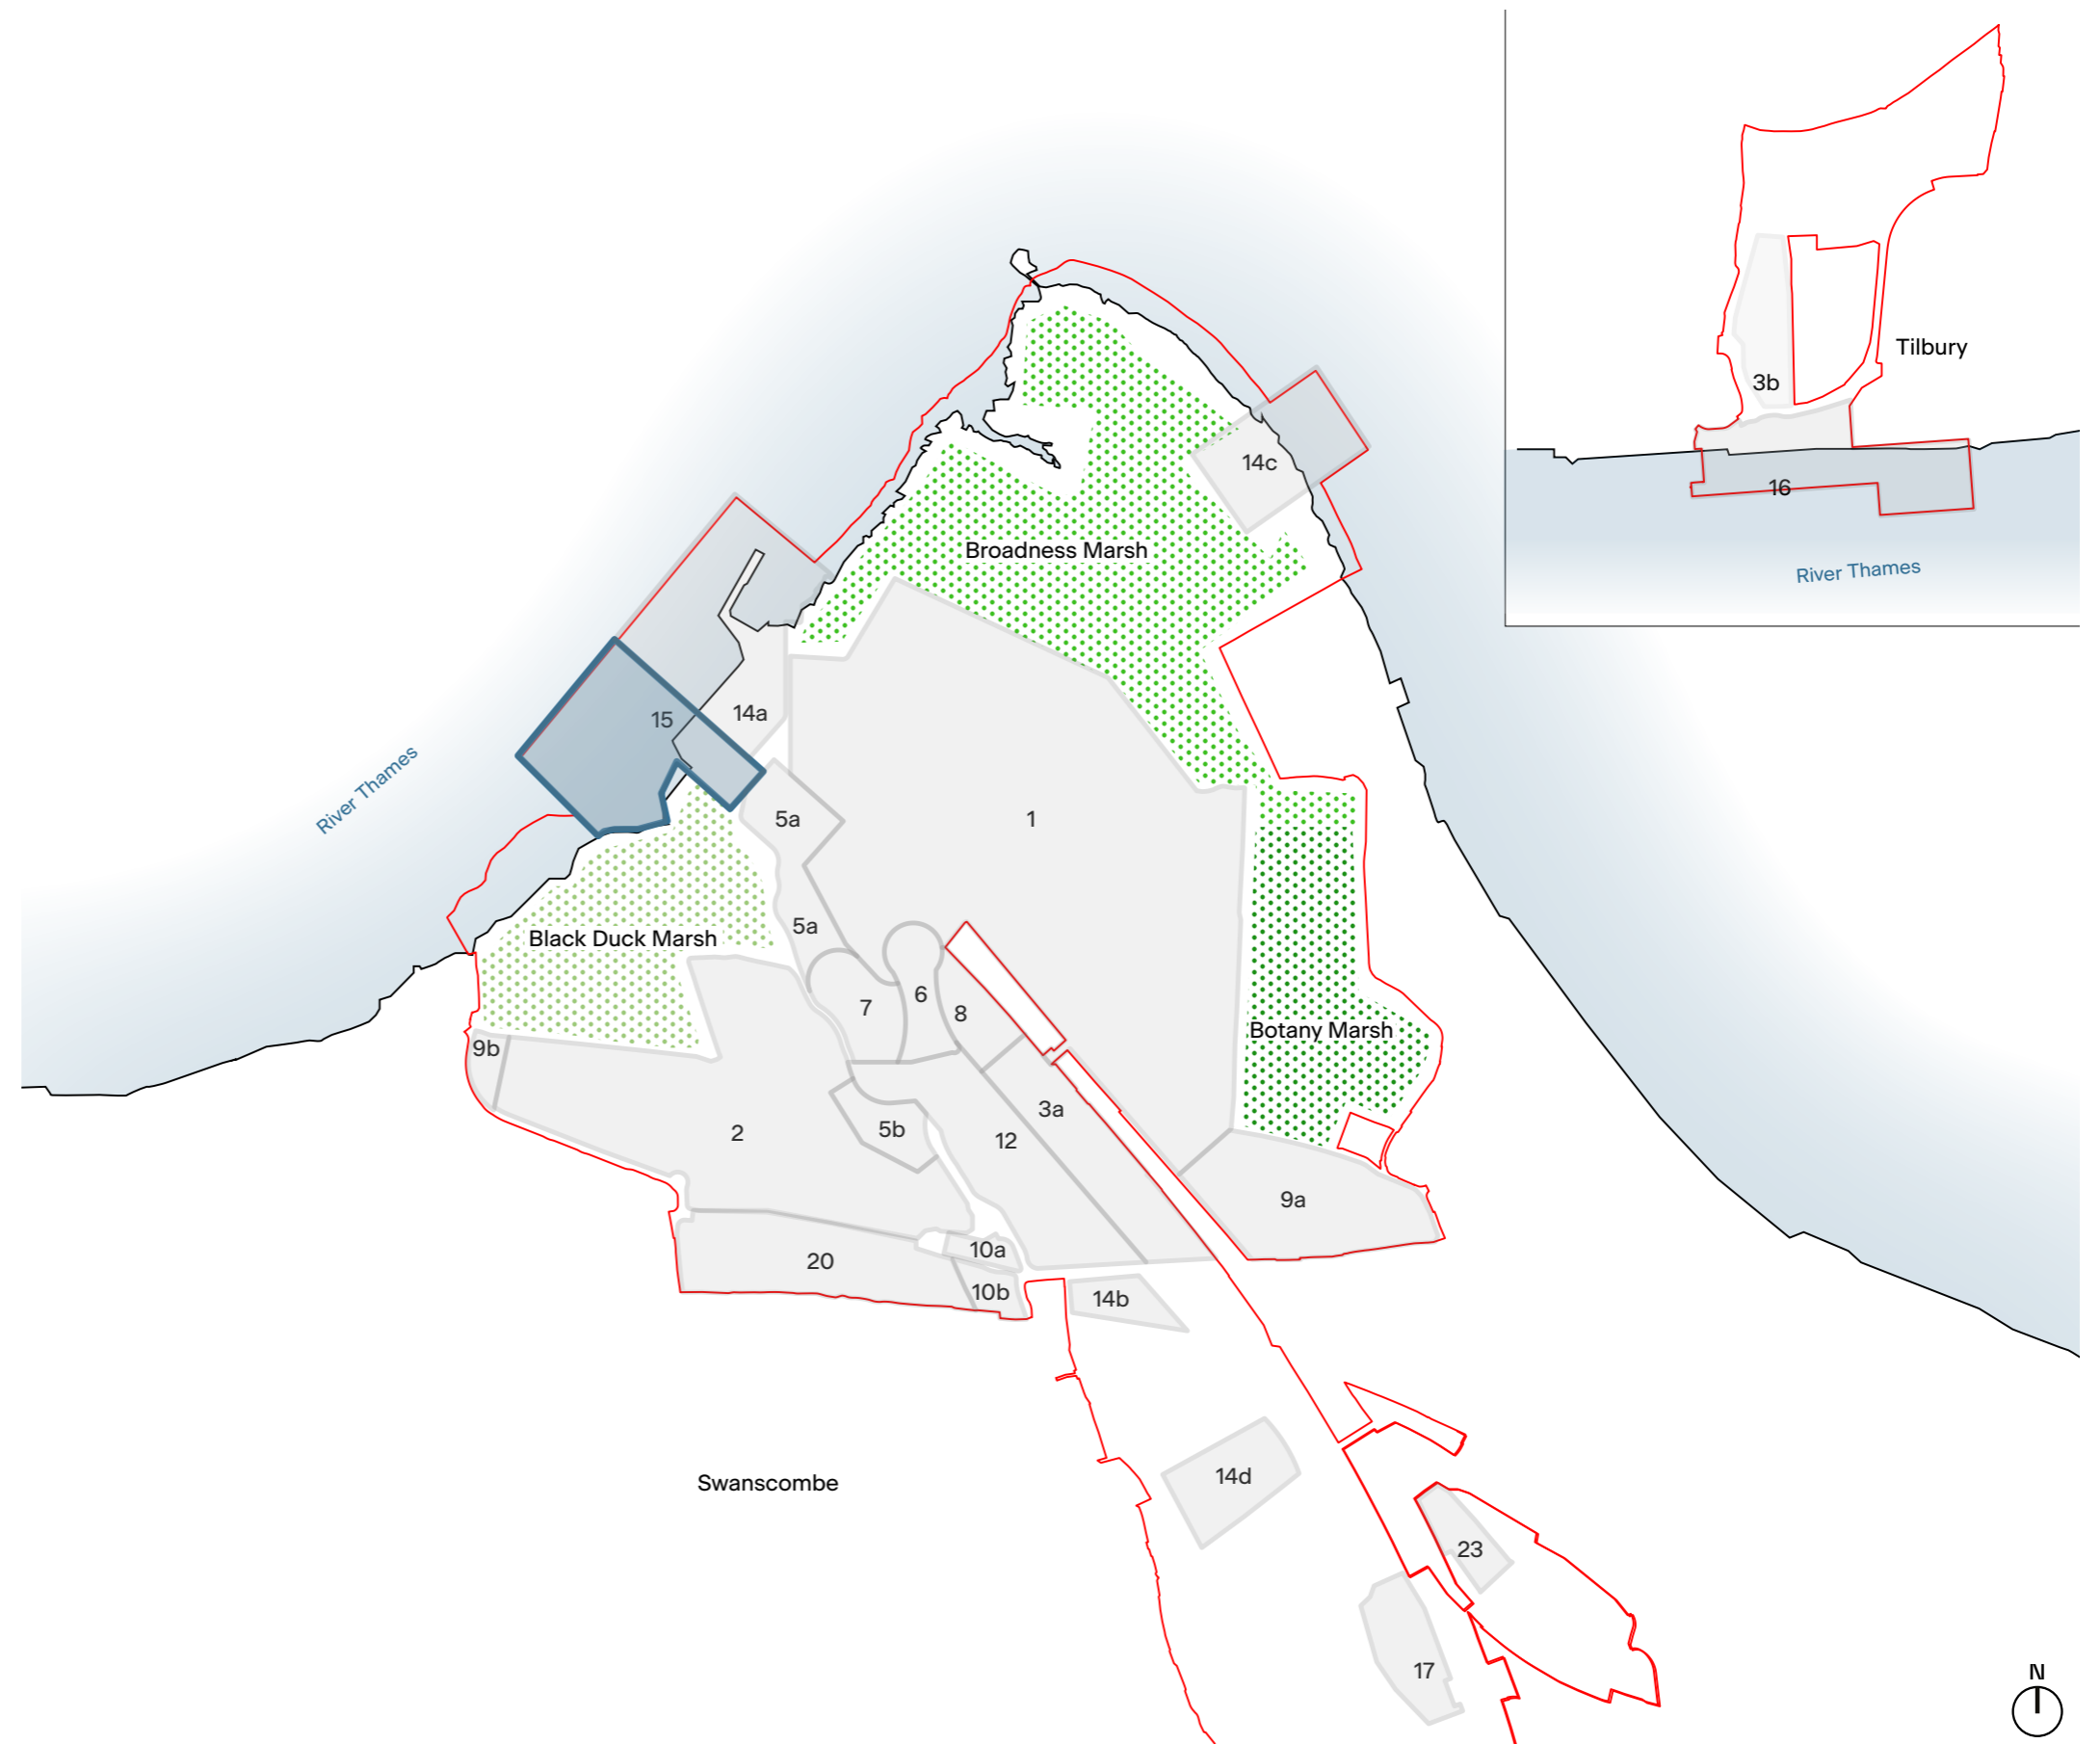 Tilbury
3b
14c
16
Broadness Marsh
River Thames
15
14a
River Thames
5a
1
5a
Black Duck Marsh
7
6
8
Botany Marsh
9b
3a
2
5b
12
9a
10a
20
10b
14b
14d
Swanscombe
23
17
N